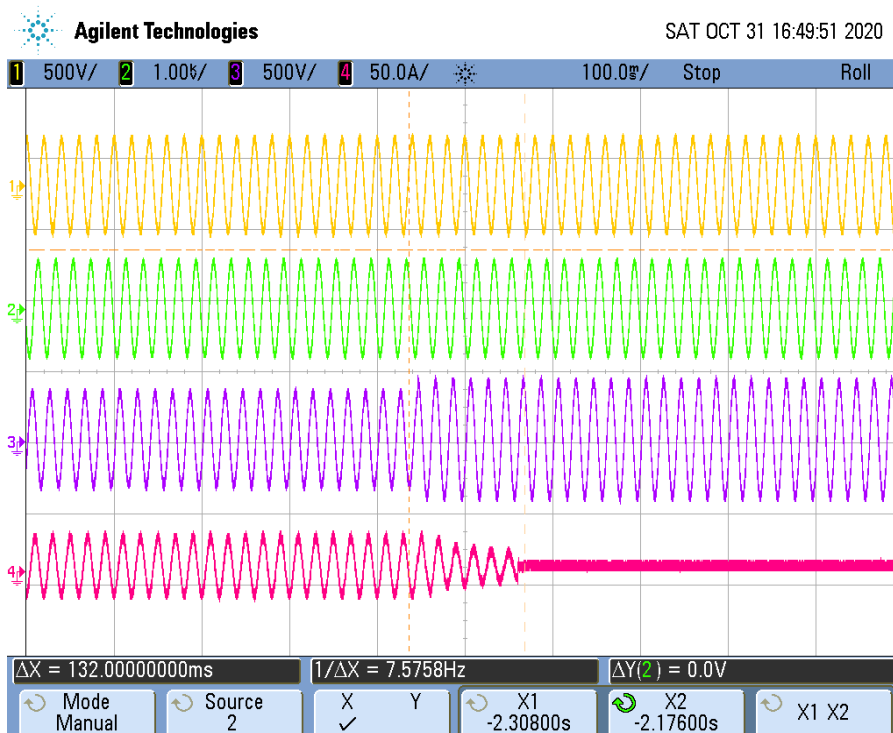 Agilent Technologies SAT OCT 31 16:49:51 2020
1 500V/ 2 1.00V/ 3 500V/ 4 50.0A/ 100.0ms/ Stop Roll
1
2
3
4
ΔX = 132.00000000ms 1/ΔX = 7.5758Hz ΔY(2) = 0.0V
Mode Source X Y X1 X2 X1 X2
Manual 2 ✓ -2.30800s -2.17600s